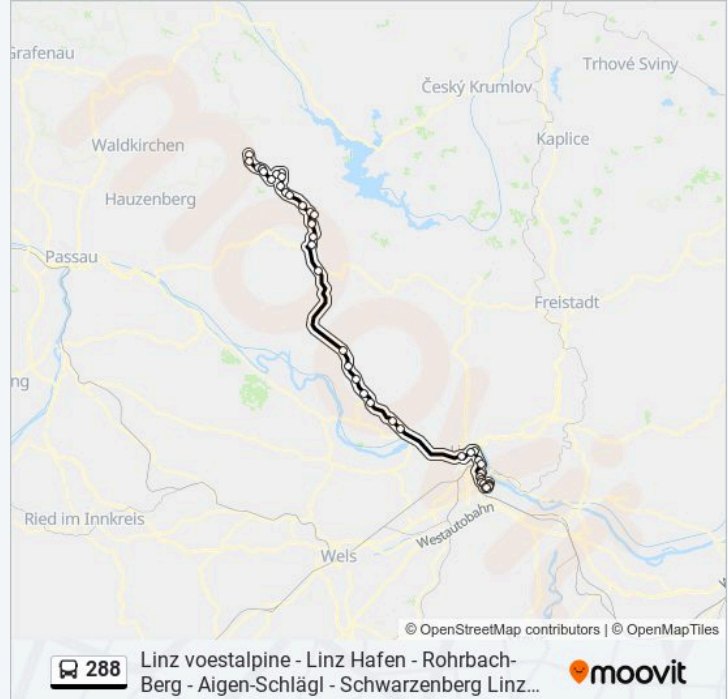 Grafenau
Trhové Sviny
Český Krumlov
Waldkirchen
Kaplice
Hauzenberg
Passau
Freistadt
ng
Ried im Innkreis
Westautobahn
Wels
moovit
© OpenStreetMap contributors | © OpenMapTiles
288
Linz voestalpine - Linz Hafen - Rohrbach-
Berg - Aigen-Schlägl - Schwarzenberg Linz...
moovit